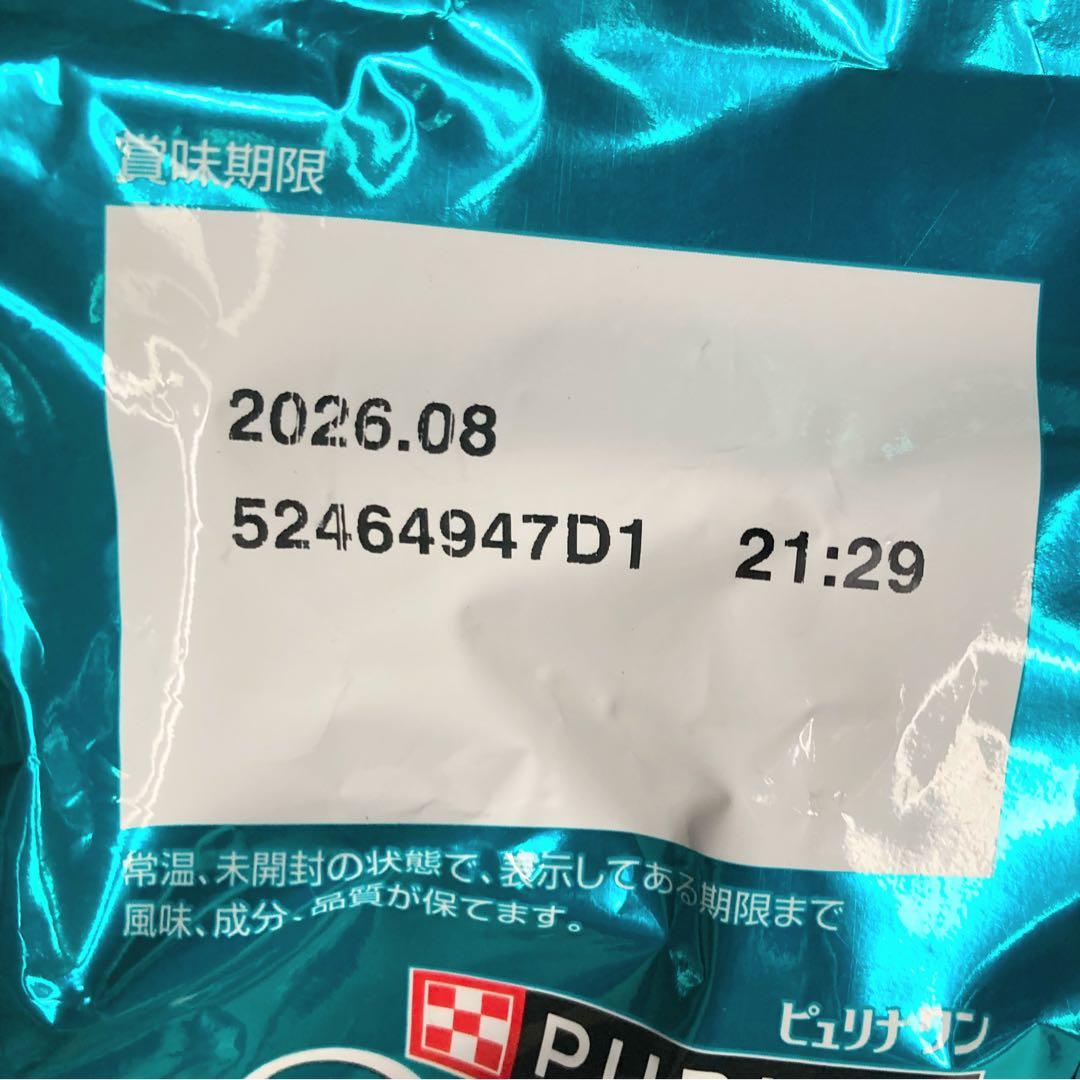 賞味期限
2026.08
52464947D1 21:29
常温、未開封の状態で、表示してある期限まで
風味、成分、品質が保てます。
ピュリナ ワン